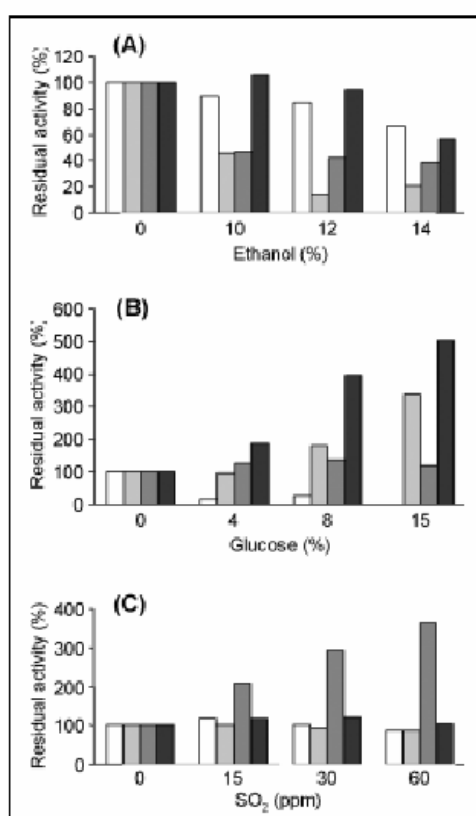 (A)
Residual activity (%)
120
100
80
60
40
20
0
0 10 12 14
Ethanol (%)
(B)
Residual activity (%)
600
500
400
300
200
100
0
0 4 8 15
Glucose (%)
(C)
Residual activity (%)
400
300
200
100
0
0 15 30 60
SO₂ (ppm)